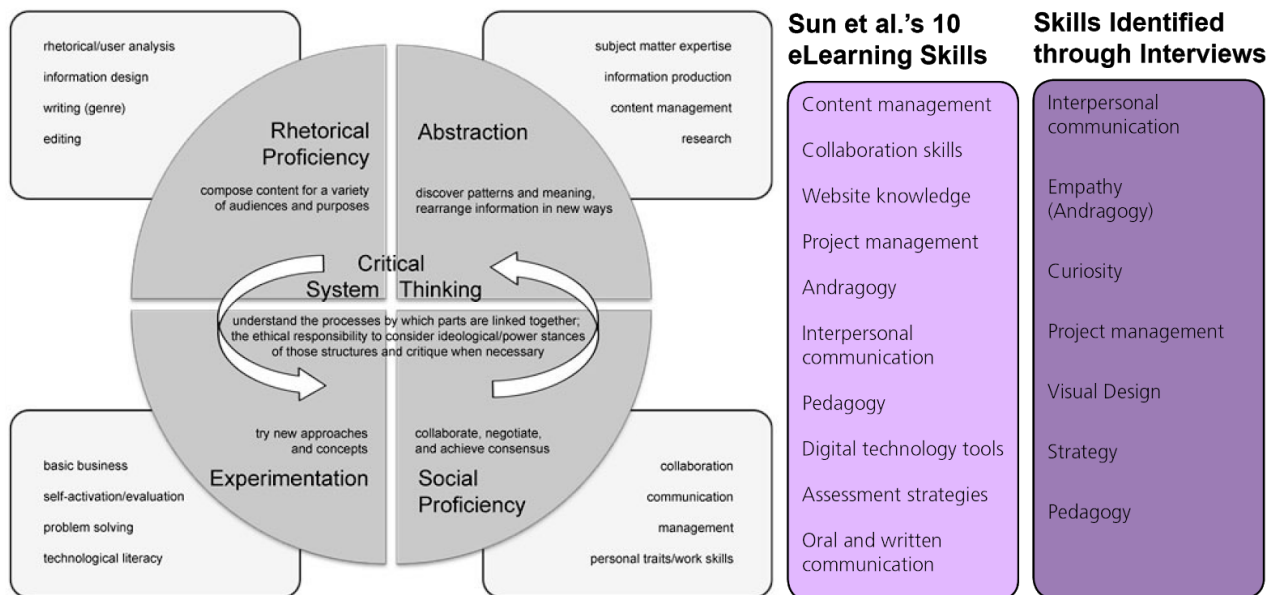 rhetorical/user analysis
information design
writing (genre)
editing
subject matter expertise
information production
content management
research
Rhetorical
Proficiency
compose content for a variety
of audiences and purposes
Abstraction
discover patterns and meaning,
rearrange information in new ways
Critical
System Thinking
understand the processes by which parts are linked together;
the ethical responsibility to consider ideological/power stances
of those structures and critique when necessary
try new approaches
and concepts
Experimentation
collaborate, negotiate,
and achieve consensus
Social
Proficiency
basic business
self-activation/evaluation
problem solving
technological literacy
collaboration
communication
management
personal traits/work skills
Sun et al.'s 10
eLearning Skills
Content management
Collaboration skills
Website knowledge
Project management
Andragogy
Interpersonal
communication
Pedagogy
Digital technology tools
Assessment strategies
Oral and written
communication
Skills Identified
through Interviews
Interpersonal
communication
Empathy
(Andragogy)
Curiosity
Project management
Visual Design
Strategy
Pedagogy